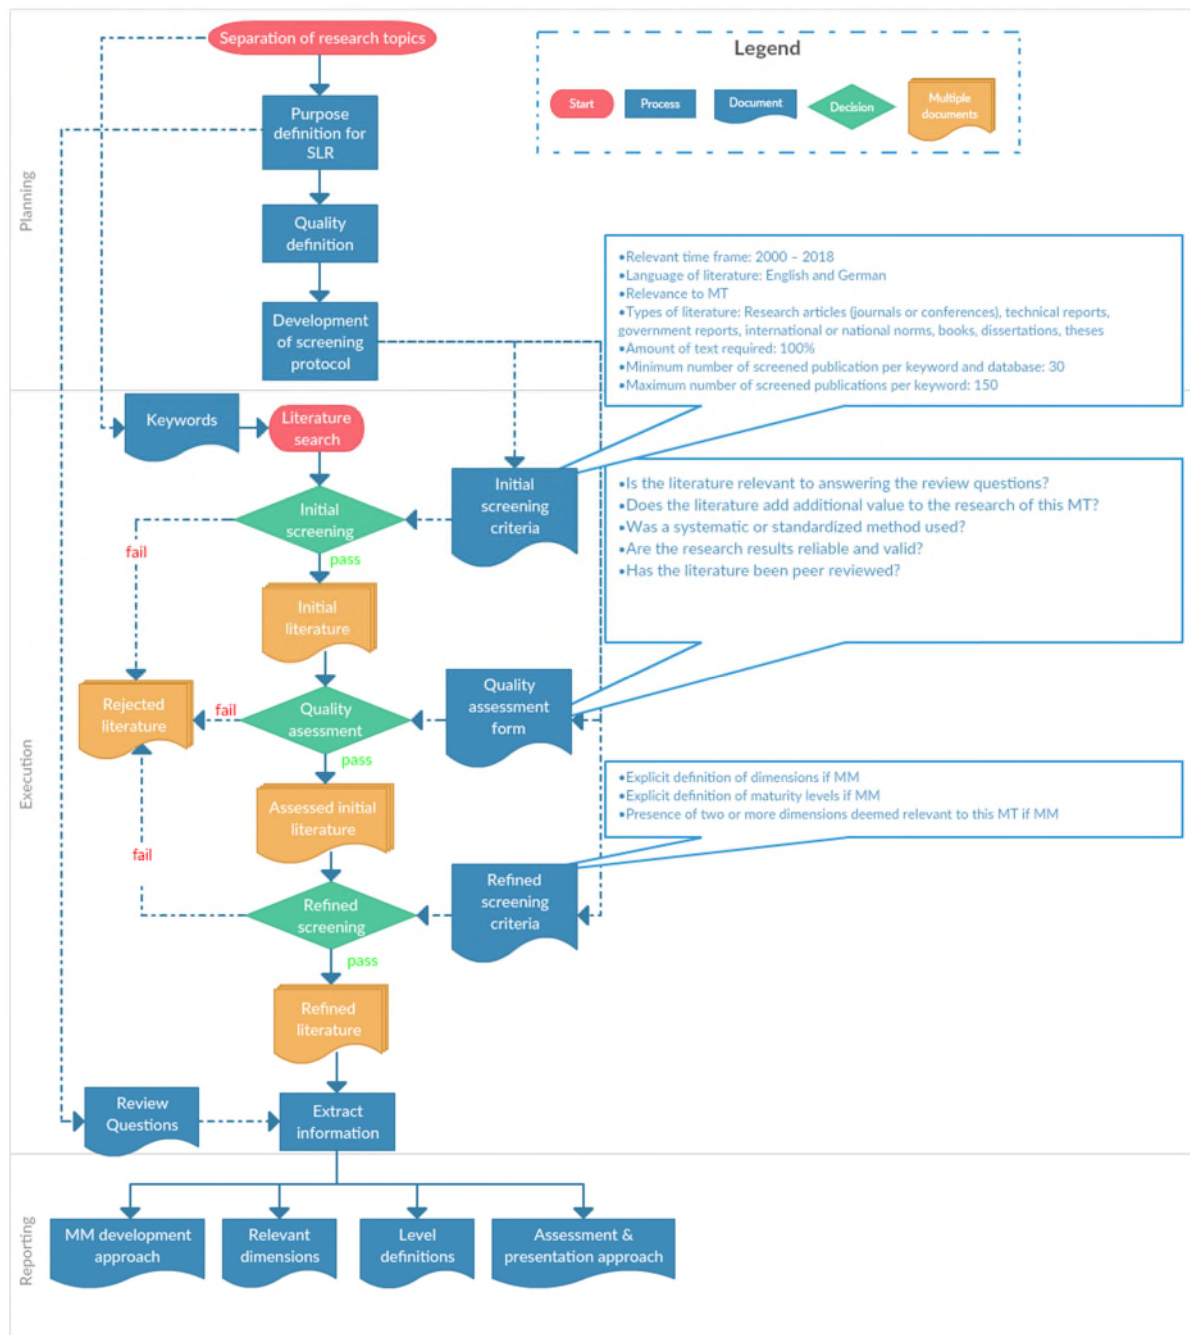 Separation of research topics
Legend
Start
Process
Document
Decision
Multiple
documents
Planning
Purpose
definition for
SLR
Quality
definition
Development
of screening
protocol
•Relevant time frame: 2000 – 2018
•Language of literature: English and German
•Relevance to MT
•Types of literature: Research articles (journals or conferences), technical reports,
government reports, international or national norms, books, dissertations, theses
•Amount of text required: 100%
•Minimum number of screened publication per keyword and database: 30
•Maximum number of screened publications per keyword: 150
Execution
Keywords
Literature
search
Initial
screening
Initial
screening
criteria
•Is the literature relevant to answering the review questions?
•Does the literature add additional value to the research of this MT?
•Was a systematic or standardized method used?
•Are the research results reliable and valid?
•Has the literature been peer reviewed?
fail
pass
Initial
literature
Rejected
literature
fail
Quality
asessment
Quality
assessment
form
pass
Assessed initial
literature
•Explicit definition of dimensions if MM
•Explicit definition of maturity levels if MM
•Presence of two or more dimensions deemed relevant to this MT if MM
fail
Refined
screening
Refined
screening
criteria
pass
Refined
literature
Review
Questions
Extract
information
Reporting
MM development
approach
Relevant
dimensions
Level
definitions
Assessment &
presentation approach